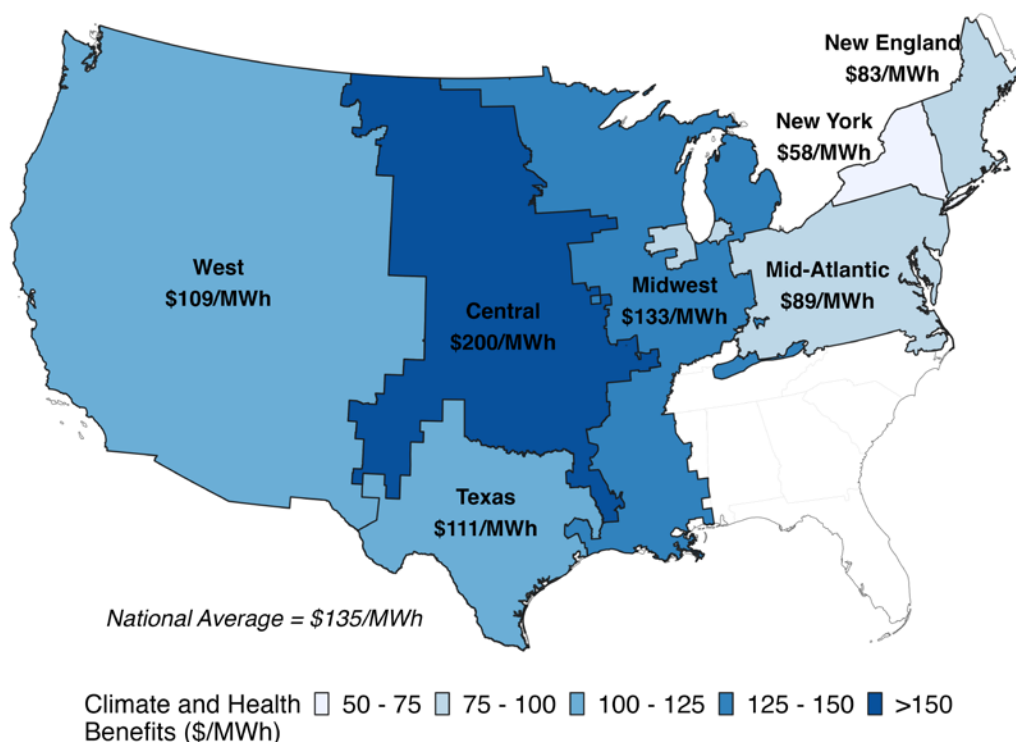 New England
$83/MWh
New York
$58/MWh
West
$109/MWh
Central
$200/MWh
Midwest
$133/MWh
Mid-Atlantic
$89/MWh
Texas
$111/MWh
National Average = $135/MWh
Climate and Health
Benefits ($/MWh)
50 - 75
75 - 100
100 - 125
125 - 150
>150